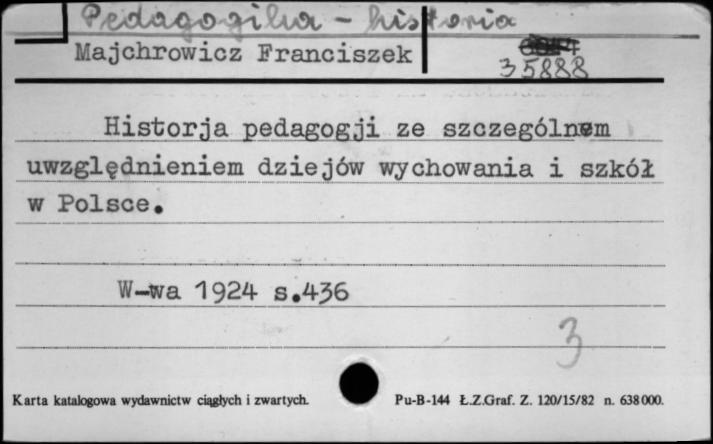 Pedagogika - historia
Majchrowicz Franciszek
35888
Historja pedagogji ze szczególnem
uwzględnieniem dziejów wychowania i szkół
w Polsce.
W-wa 1924 s.436
3
Karta katalogowa wydawnictw ciągłych i zwartych. Pu-B-144 Ł.Z.Graf. Z. 120/15/82 n. 638000.